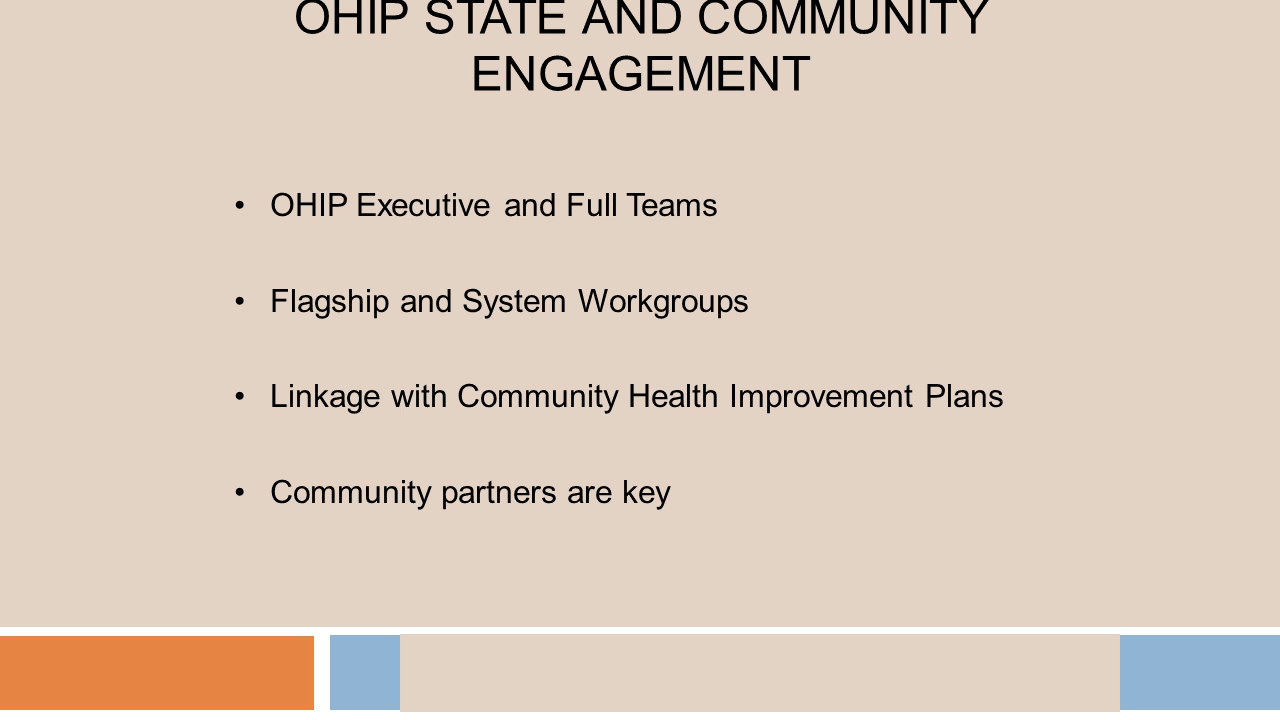 OHIP STATE AND COMMUNITY
ENGAGEMENT
• OHIP Executive and Full Teams
• Flagship and System Workgroups
• Linkage with Community Health Improvement Plans
• Community partners are key